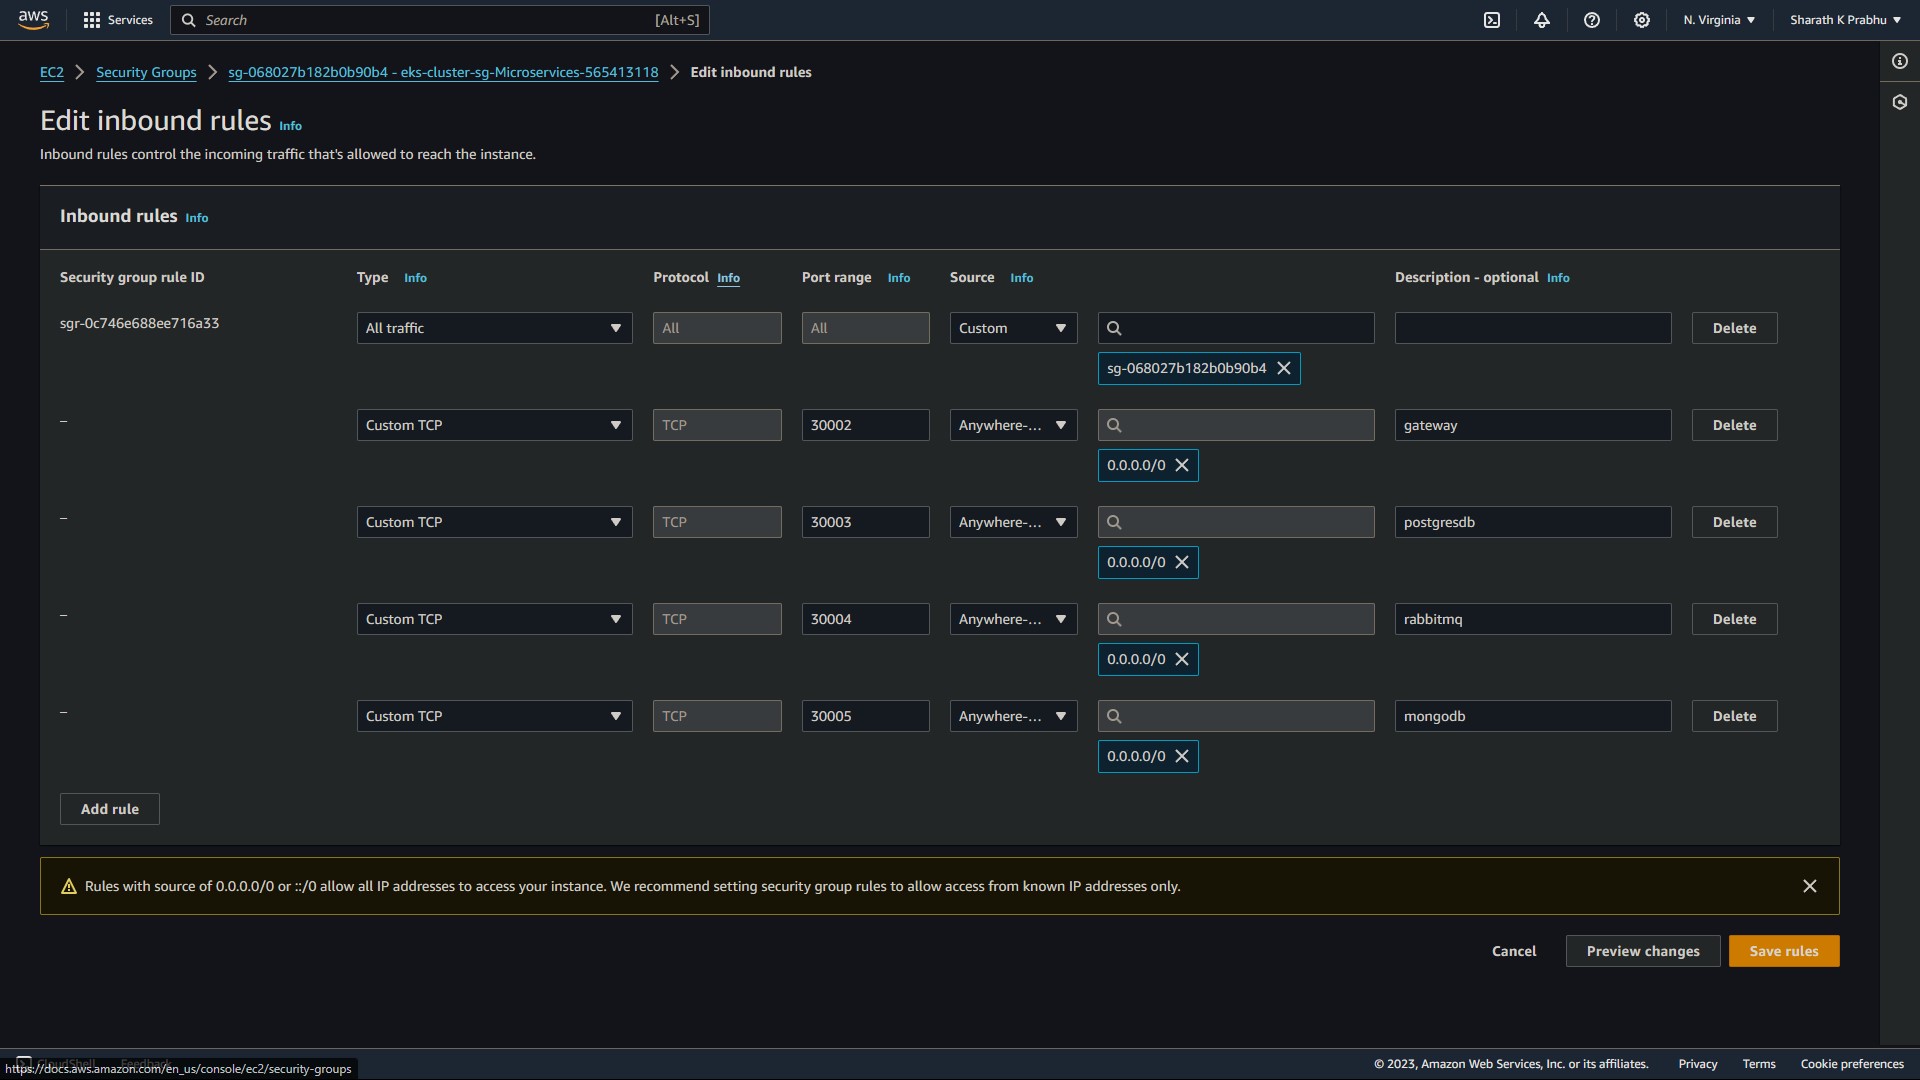 aws Services Search [Alt+S] N. Virginia Sharath K Prabhu
EC2 Security Groups sg-068027b182b0b90b4 - eks-cluster-sg-Microservices-565413118 Edit inbound rules
Edit inbound rules Info
Inbound rules control the incoming traffic that's allowed to reach the instance.
Inbound rules Info
Security group rule ID Type Info Protocol Info Port range Info Source Info Description - optional Info
sgr-0c746e688ee716a33 All traffic All All Custom Delete
sg-068027b182b0b90b4
– Custom TCP TCP 30002 Anywhere-... gateway Delete
0.0.0.0/0
– Custom TCP TCP 30003 Anywhere-... postgresdb Delete
0.0.0.0/0
– Custom TCP TCP 30004 Anywhere-... rabbitmq Delete
0.0.0.0/0
– Custom TCP TCP 30005 Anywhere-... mongodb Delete
0.0.0.0/0
Add rule
Rules with source of 0.0.0.0/0 or ::/0 allow all IP addresses to access your instance. We recommend setting security group rules to allow access from known IP addresses only.
Cancel Preview changes Save rules
CloudShell Feedback © 2023, Amazon Web Services, Inc. or its affiliates. Privacy Terms Cookie preferences
https://docs.aws.amazon.com/en_us/console/ec2/security-groups